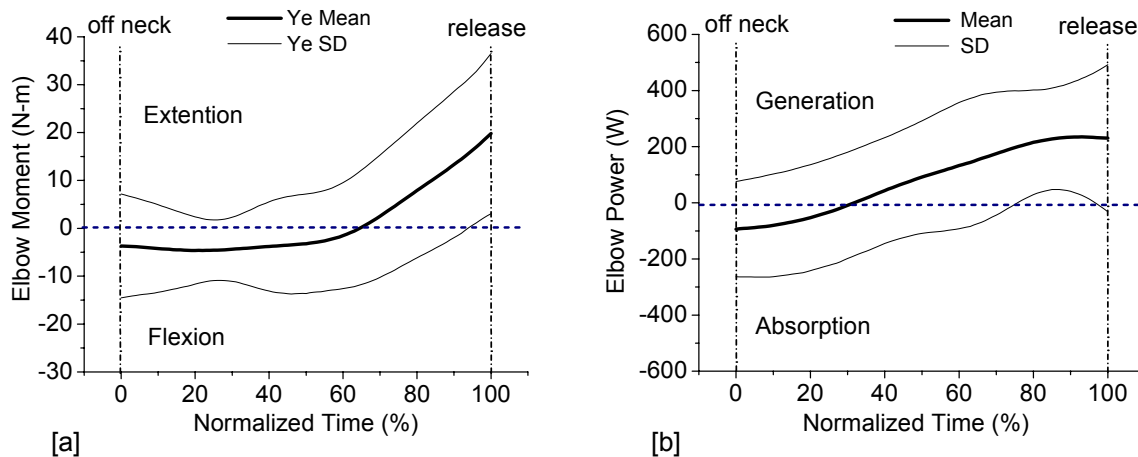 off neck
Ye Mean
Ye SD
release
40
30
20
10
0
-10
-15
-20
-30
Elbow Moment (N-m)
Extention
Flexion
0 20 40 60 80 100
Normalized Time (%)
[a]
off neck
Mean
SD
release
600
400
200
0
-200
-400
-600
Elbow Power (W)
Generation
Absorption
0 20 40 60 80 100
Normalized Time (%)
[b]